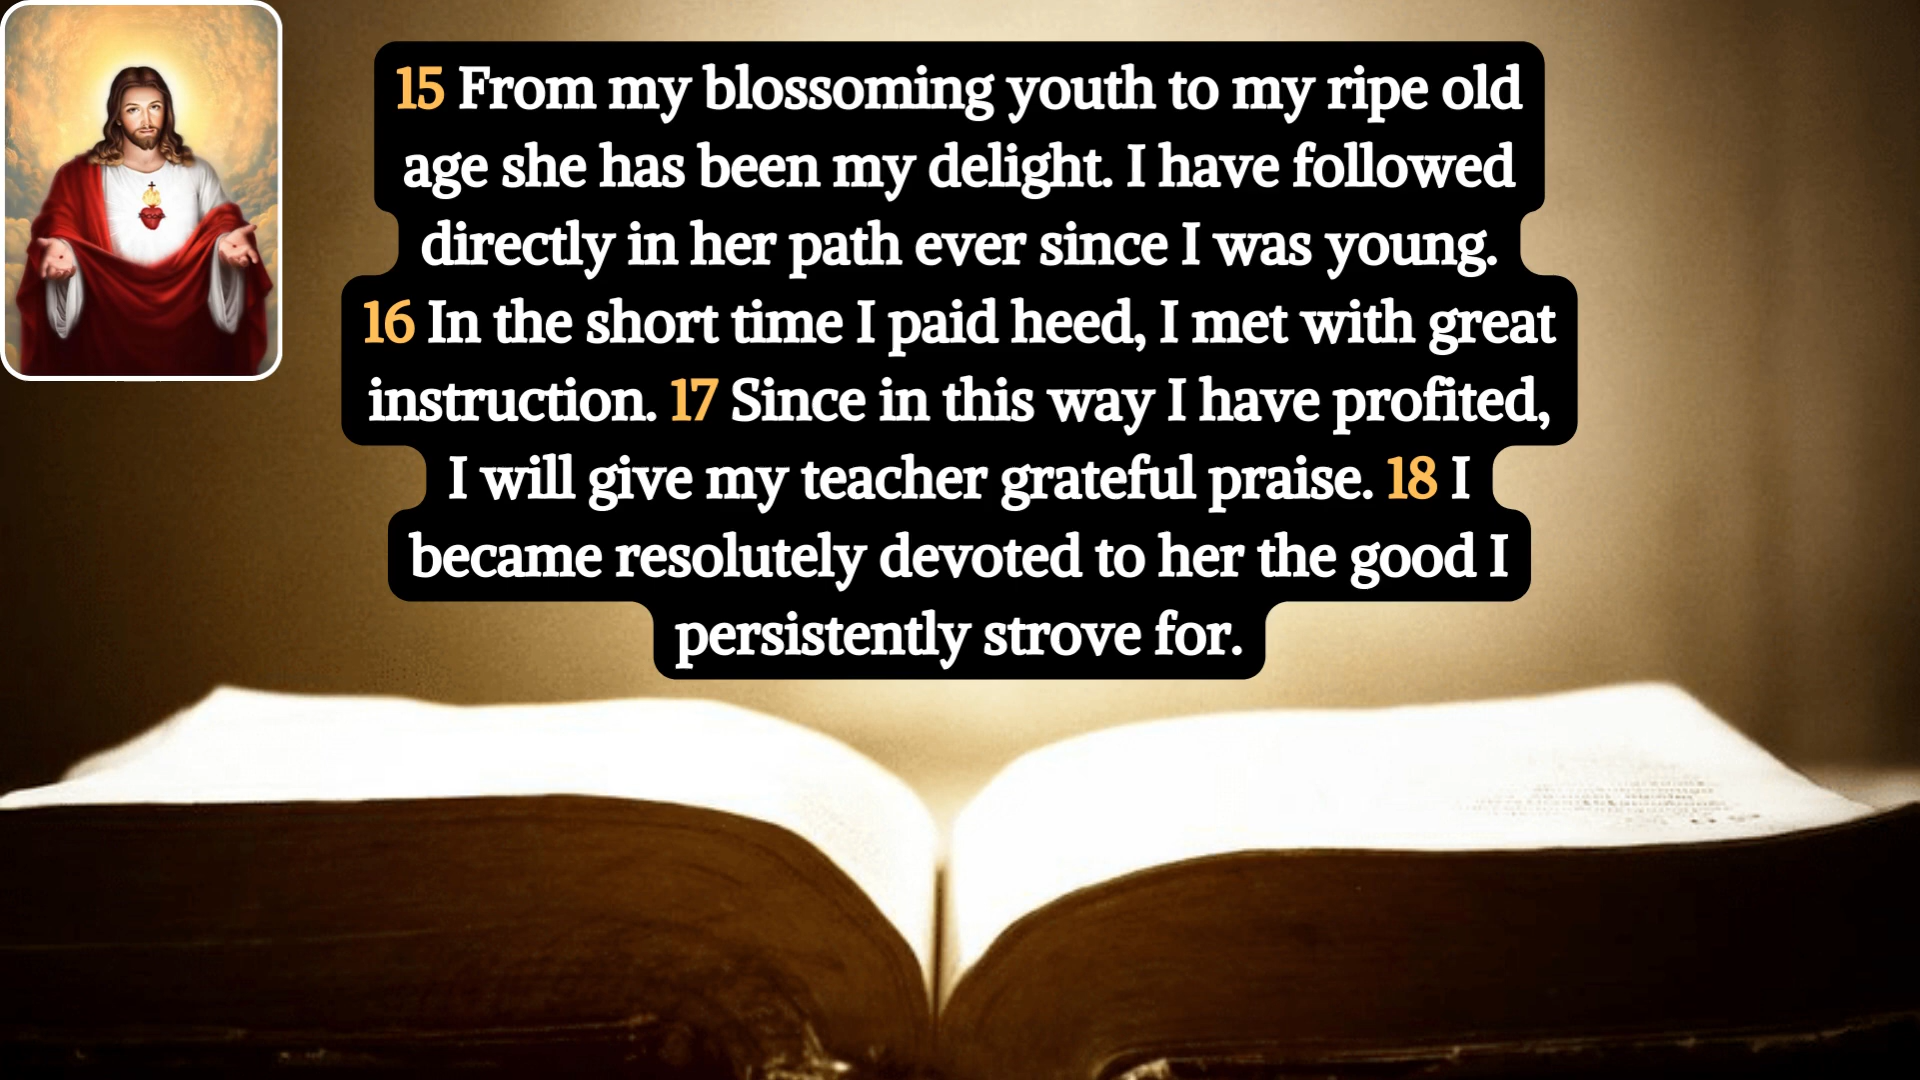 15 From my blossoming youth to my ripe old
age she has been my delight. I have followed
directly in her path ever since I was young.
16 In the short time I paid heed, I met with great
instruction. 17 Since in this way I have profited,
I will give my teacher grateful praise. 18 I
became resolutely devoted to her the good I
persistently strove for.